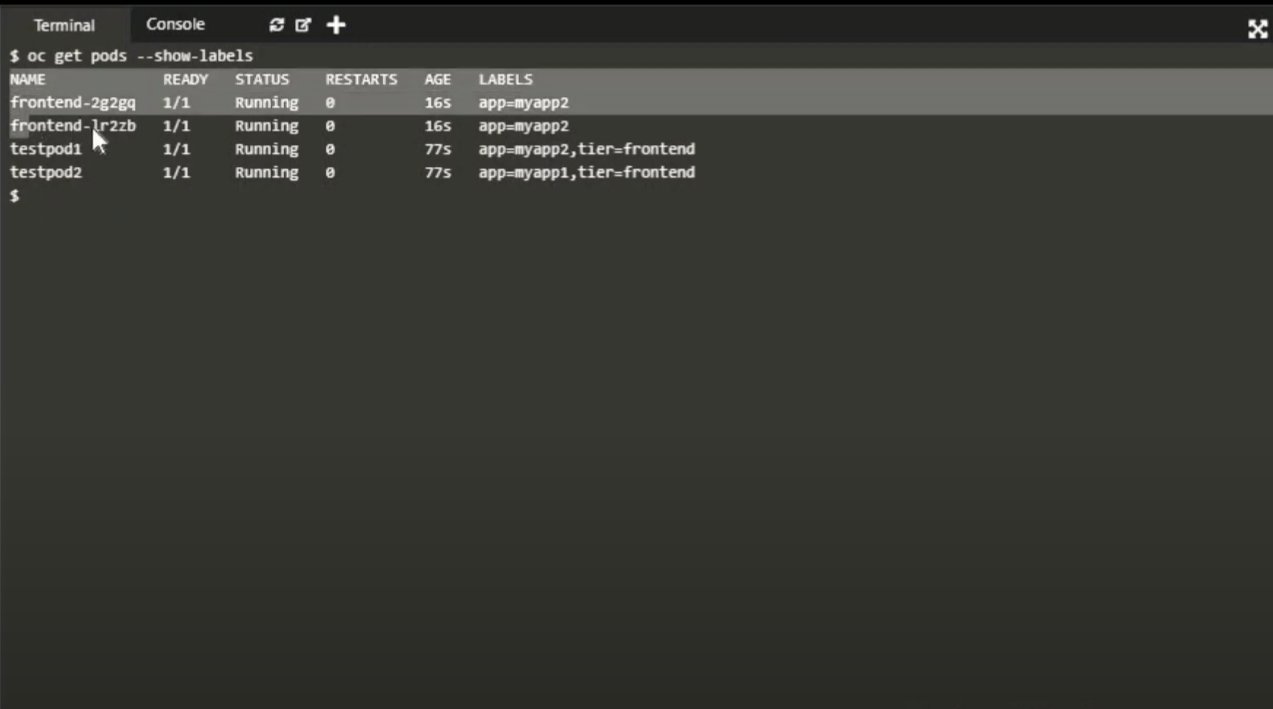 Terminal Console
$ oc get pods --show-labels
NAME READY STATUS RESTARTS AGE LABELS
frontend-2g2gq 1/1 Running 0 16s app=myapp2
frontend-lr2zb 1/1 Running 0 16s app=myapp2
testpod1 1/1 Running 0 77s app=myapp2,tier=frontend
testpod2 1/1 Running 0 77s app=myapp1,tier=frontend
$